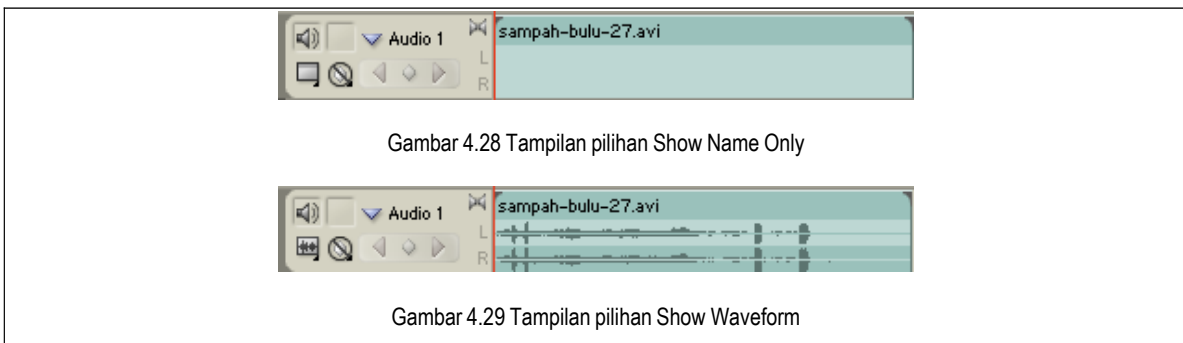 sampah-bulu-27.avi
Audio 1
L
R
Gambar 4.28 Tampilan pilihan Show Name Only
sampah-bulu-27.avi
Audio 1
L
R
Gambar 4.29 Tampilan pilihan Show Waveform